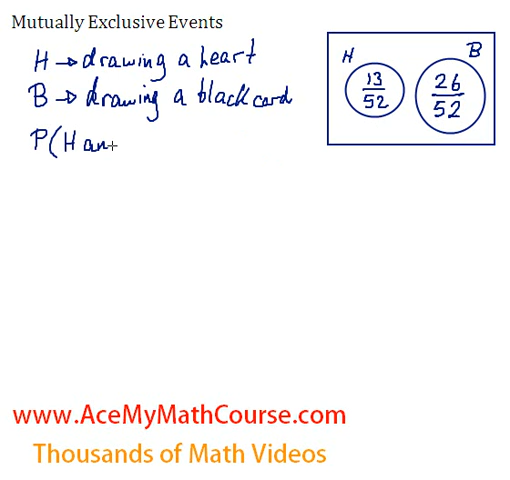 Mutually Exclusive Events
H → drawing a heart
B → drawing a black card
P(H an
H
B
13
52
26
52
www.AceMyMathCourse.com
Thousands of Math Videos